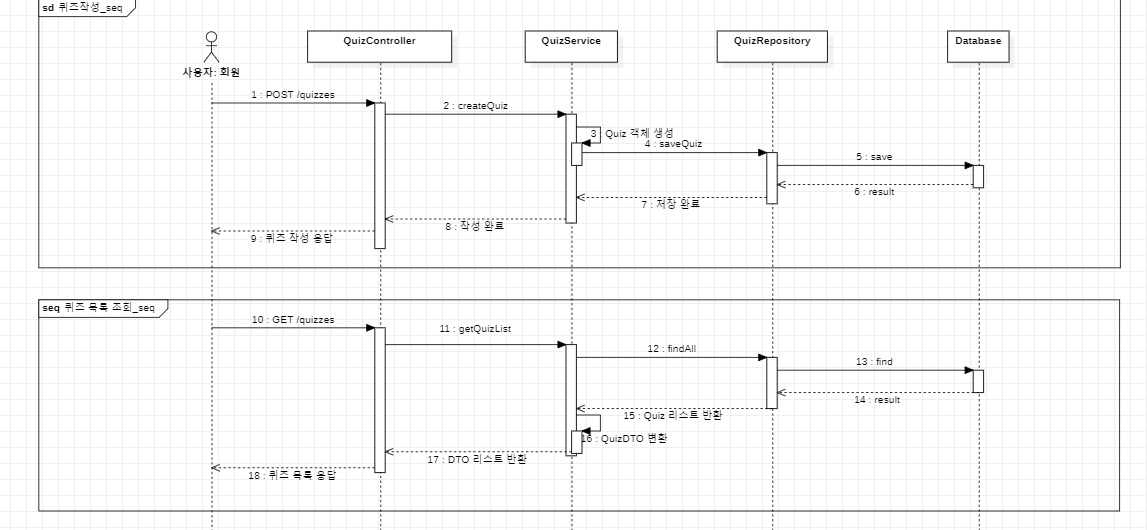 sd 퀴즈작성_seq
QuizController
QuizService
QuizRepository
Database
사용자: 회원
1 : POST /quizzes
2 : createQuiz
3 Quiz 객체 생성
4 : saveQuiz
5 : save
6 : result
7 : 저장 완료
8 : 작성 완료
9 : 퀴즈 작성 응답
seq 퀴즈 목록 조회_seq
10 : GET /quizzes
11 : getQuizList
12 : findAll
13 : find
14 : result
15 : Quiz 리스트 반환
16 : QuizDTO 변환
17 : DTO 리스트 반환
18 : 퀴즈 목록 응답